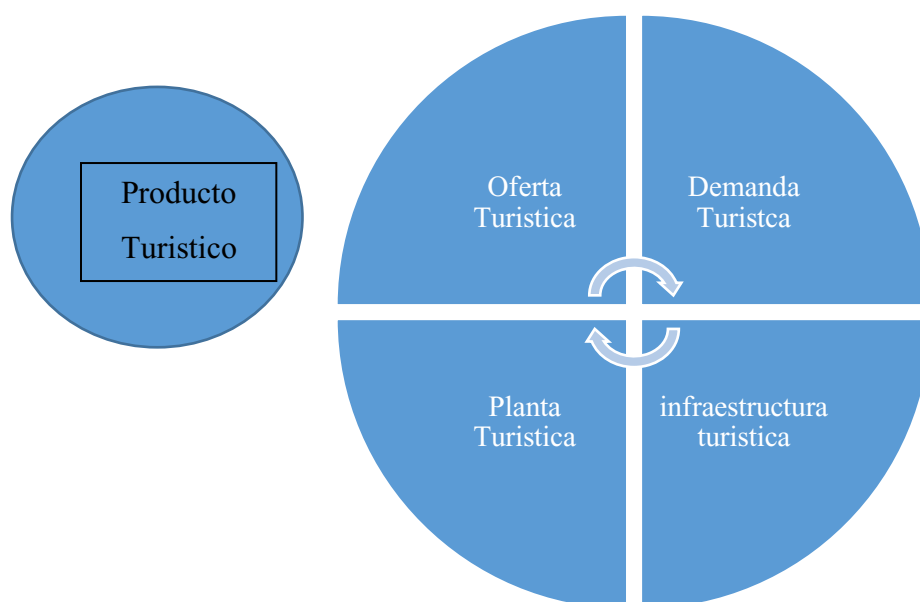 Producto
Turistico
Oferta
Turistica
Demanda
Turistca
Planta
Turistica
infraestructura
turistica